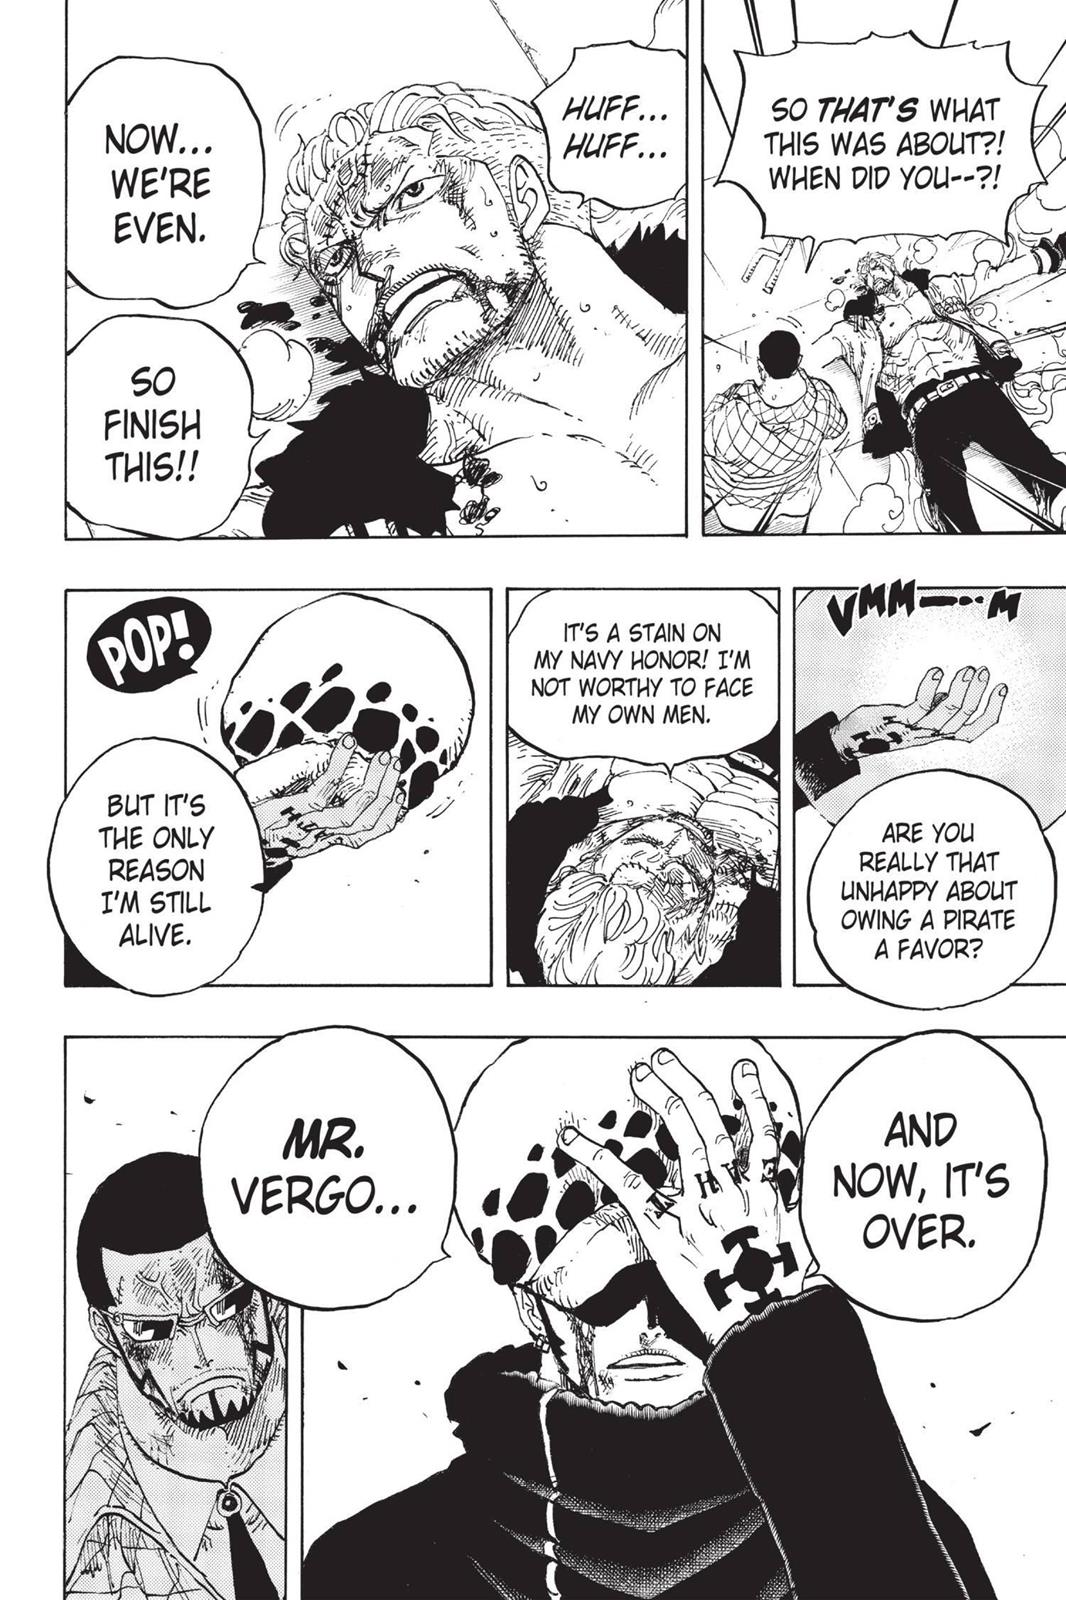 SO THAT'S WHAT
THIS WAS ABOUT?!
WHEN DID YOU--?!
HUFF...
HUFF...
NOW...
WE'RE
EVEN.
SO
FINISH
THIS!!
VMM—··M
ARE YOU
REALLY THAT
UNHAPPY ABOUT
OWING A PIRATE
A FAVOR?
IT'S A STAIN ON
MY NAVY HONOR! I'M
NOT WORTHY TO FACE
MY OWN MEN.
POP!
BUT IT'S
THE ONLY
REASON
I'M STILL
ALIVE.
AND
NOW, IT'S
OVER.
MR.
VERGO...